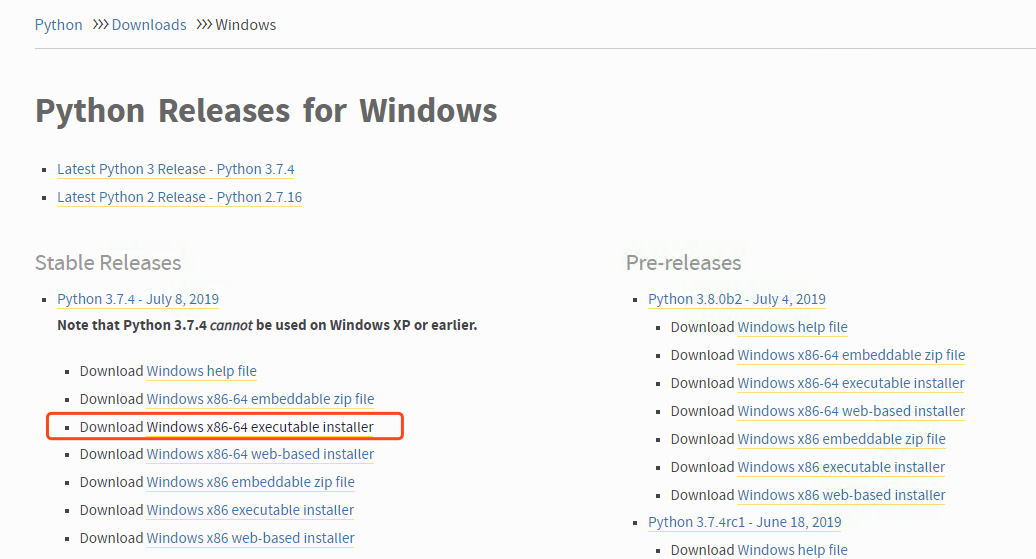 Python >>> Downloads >>> Windows
Python Releases for Windows
Latest Python 3 Release - Python 3.7.4
Latest Python 2 Release - Python 2.7.16
Stable Releases
Python 3.7.4 - July 8, 2019
Note that Python 3.7.4 cannot be used on Windows XP or earlier.
Download Windows help file
Download Windows x86-64 embeddable zip file
Download Windows x86-64 executable installer
Download Windows x86-64 web-based installer
Download Windows x86 embeddable zip file
Download Windows x86 executable installer
Download Windows x86 web-based installer
Pre-releases
Python 3.8.0b2 - July 4, 2019
Download Windows help file
Download Windows x86-64 embeddable zip file
Download Windows x86-64 executable installer
Download Windows x86-64 web-based installer
Download Windows x86 embeddable zip file
Download Windows x86 executable installer
Download Windows x86 web-based installer
Python 3.7.4rc1 - June 18, 2019
Download Windows help file